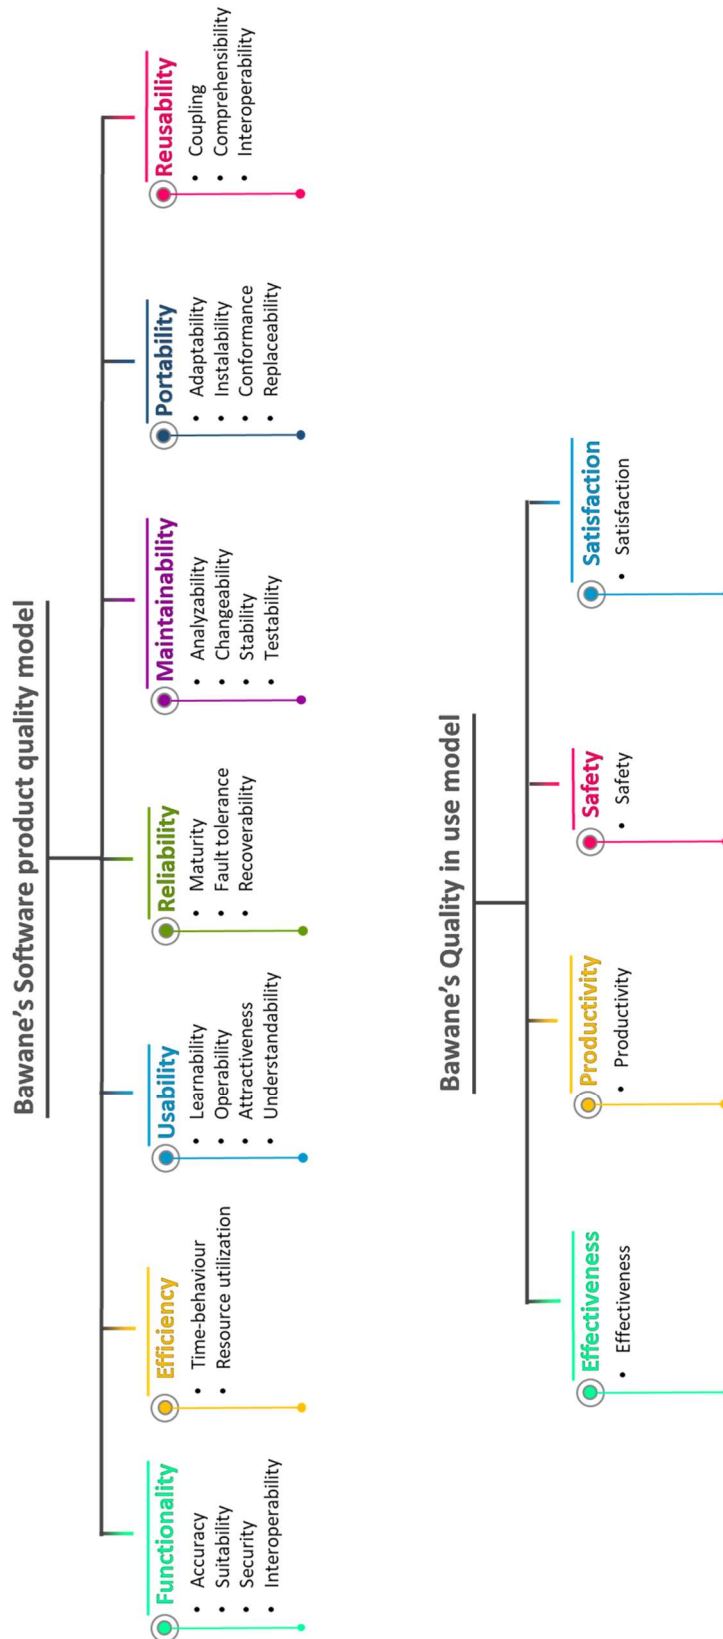 Bawane's Software product quality model
Functionality
• Accuracy
• Suitability
• Security
• Interoperability
Efficiency
• Time-behaviour
• Resource utilization
Usability
• Learnability
• Operability
• Attractiveness
• Understandability
Reliability
• Maturity
• Fault tolerance
• Recoverability
Maintainability
• Analyzability
• Changeability
• Stability
• Testability
Portability
• Adaptability
• Instalability
• Conformance
• Replaceability
Reusability
• Coupling
• Comprehensibility
• Interoperability
Bawane's Quality in use model
Effectiveness
• Effectiveness
Productivity
• Productivity
Safety
• Safety
Satisfaction
• Satisfaction